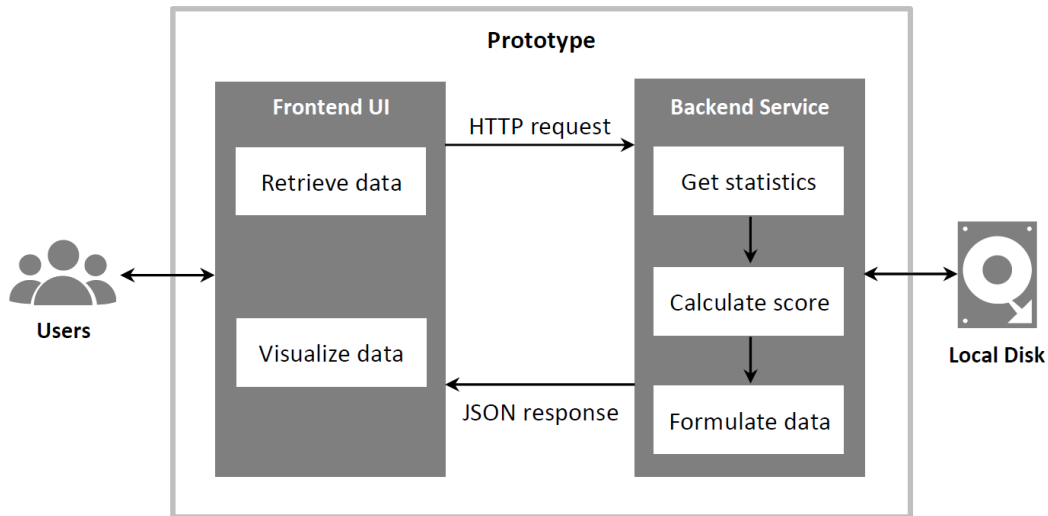 Prototype
Frontend UI
Retrieve data
Visualize data
HTTP request
JSON response
Backend Service
Get statistics
Calculate score
Formulate data
Users
Local Disk